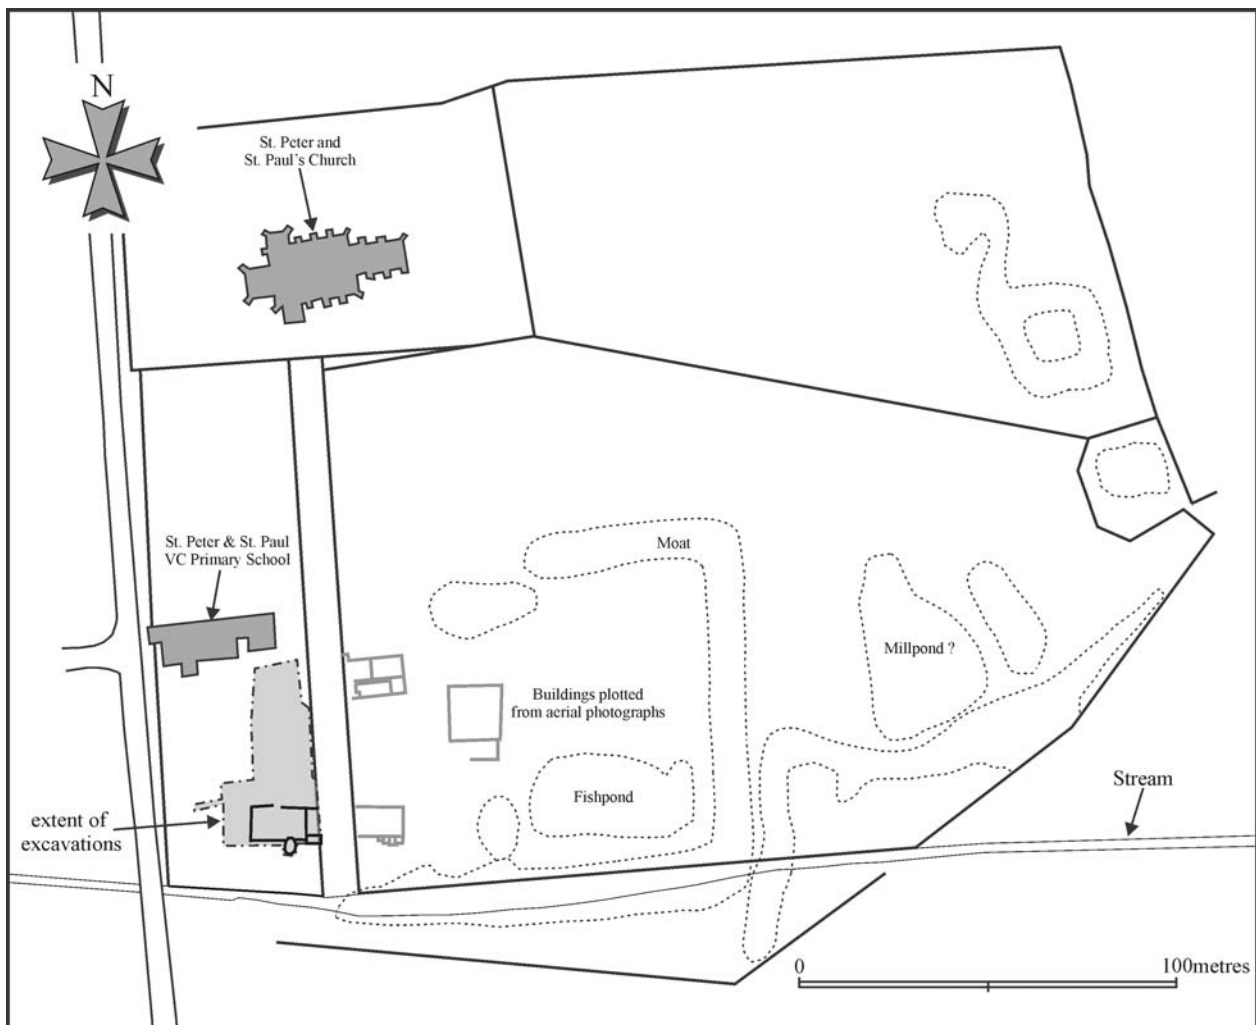 N
St. Peter and
St. Paul's Church
St. Peter & St. Paul
VC Primary School
Moat
Millpond ?
Buildings plotted
from aerial photographs
Fishpond
extent of
excavations
Stream
0
100metres